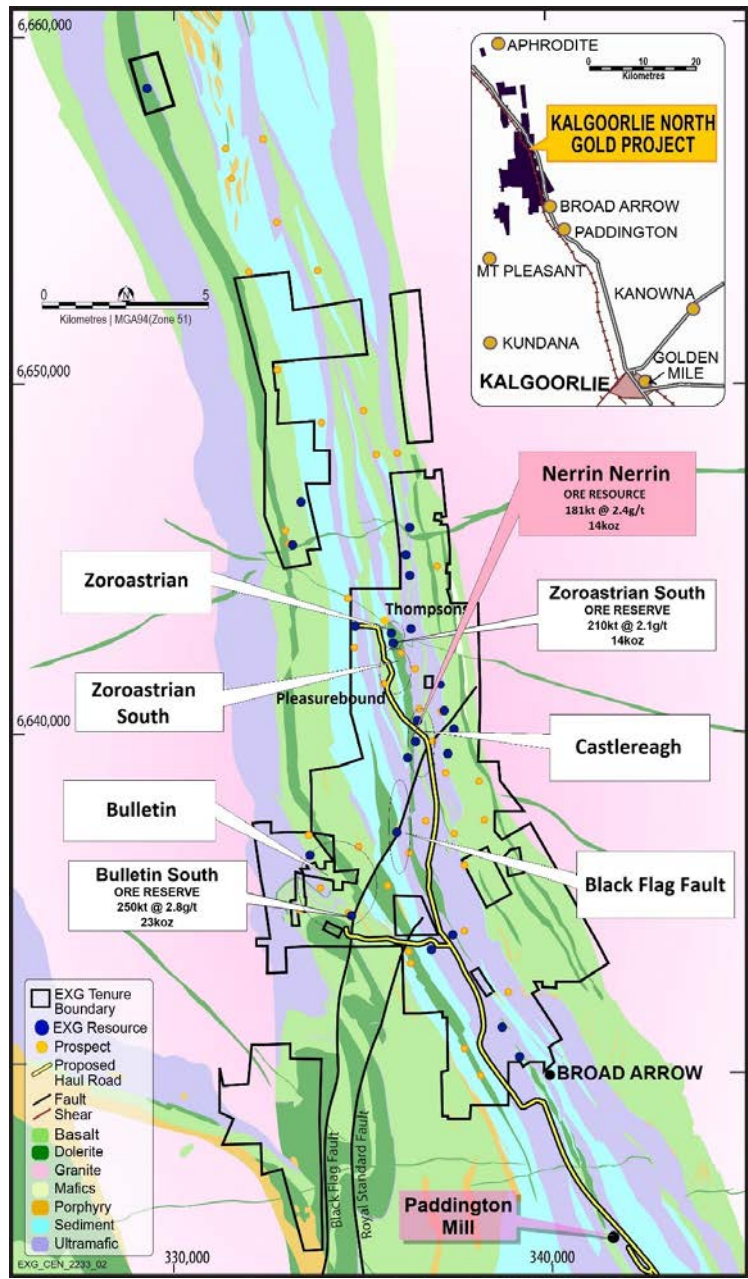 6,660,000
APHRODITE
0 10 20
Kilometres
KALGOORLIE NORTH
GOLD PROJECT
BROAD ARROW
PADDINGTON
MT PLEASANT
KANOWNA
KUNDANA
GOLDEN
MILE
KALGOORLIE
0 N 5
Kilometres | MGA94(Zone 51)
6,650,000
Nerrin Nerrin
ORE RESOURCE
181kt @ 2.4g/t
14koz
Zoroastrian
Thompsons
Zoroastrian South
ORE RESERVE
210kt @ 2.1g/t
14koz
Zoroastrian
South
Pleasurebound
6,640,000
Castlereagh
Bulletin
Black Flag Fault
Bulletin South
ORE RESERVE
250kt @ 2.8g/t
23koz
EXG Tenure
Boundary
EXG Resource
Prospect
Proposed
Haul Road
Fault
Shear
Basalt
Dolerite
Granite
Mafics
Porphyry
Sediment
Ultramafic
EXG_CEN_2233_02
Black Flag Fault
Royal Standard Fault
BROAD ARROW
Paddington
Mill
330,000
340,000